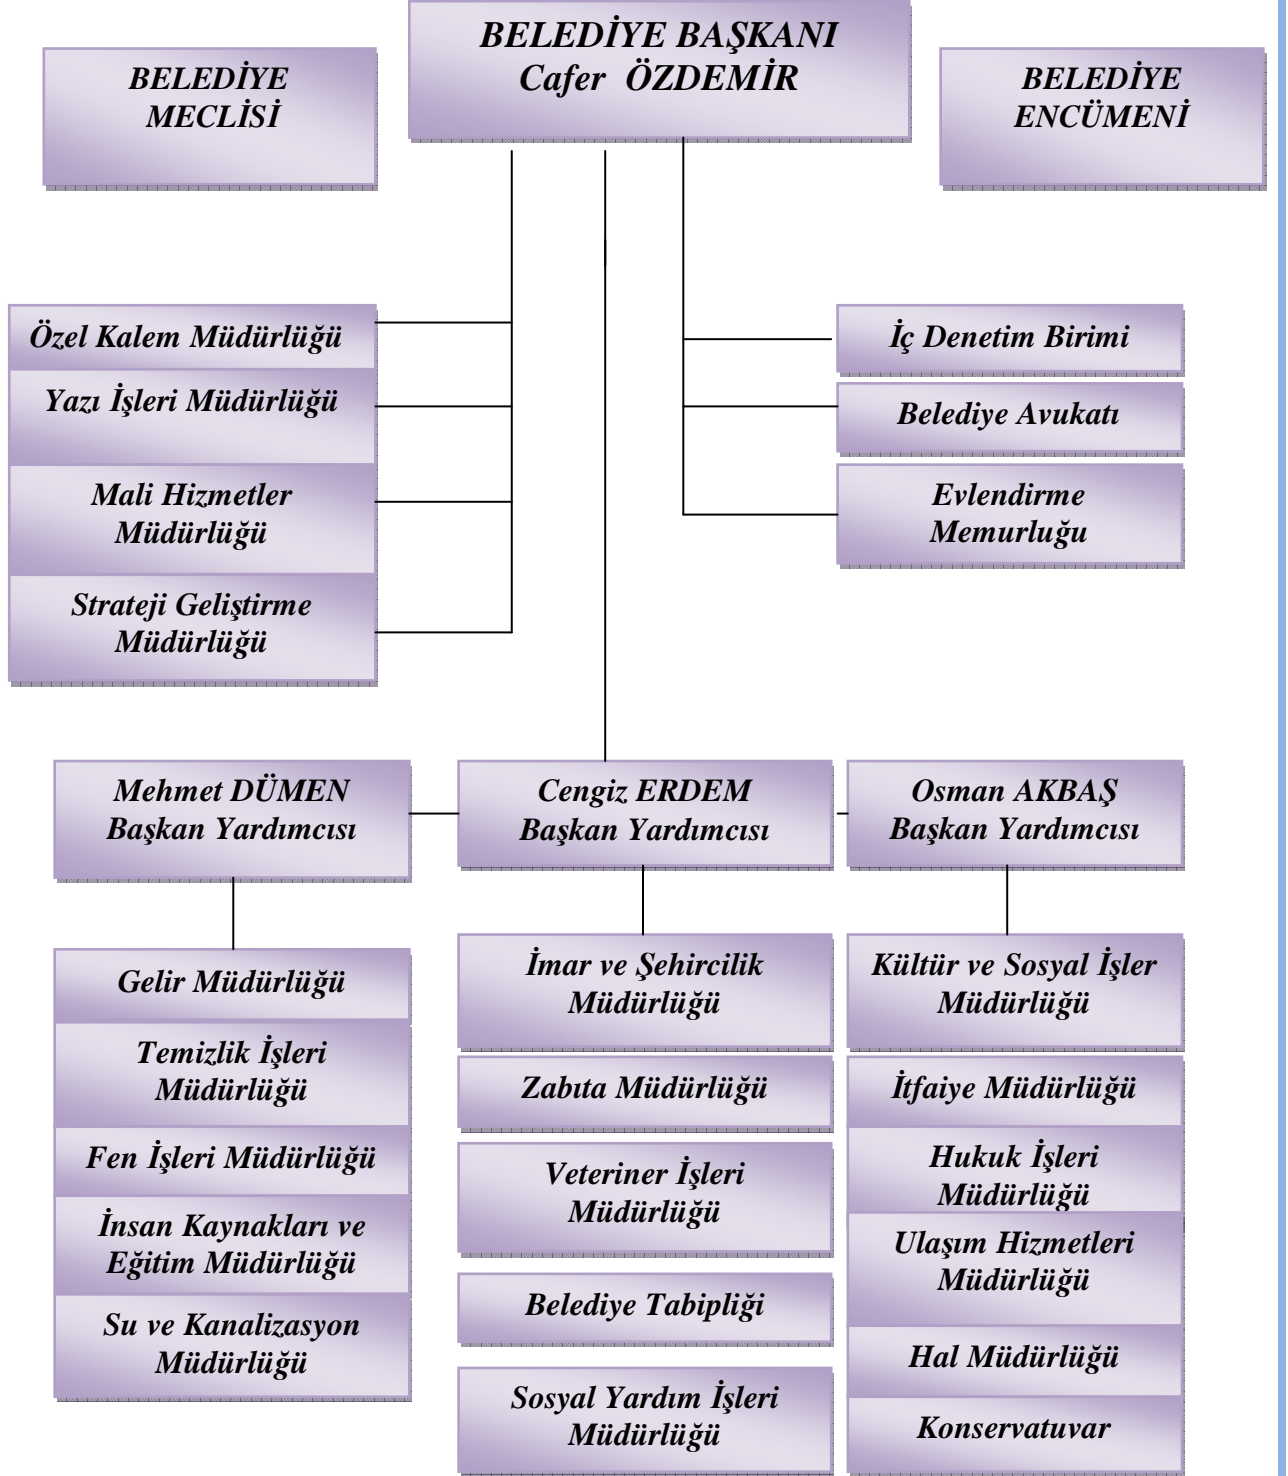 BELEDİYE BAŞKANI
Cafer ÖZDEMİR
BELEDİYE
MECLİSİ
BELEDİYE
ENCÜMENİ
Özel Kalem Müdürlüğü
Yazı İşleri Müdürlüğü
Mali Hizmetler
Müdürlüğü
Strateji Geliştirme
Müdürlüğü
İç Denetim Birimi
Belediye Avukatı
Evlendirme
Memurluğu
Mehmet DÜMEN
Başkan Yardımcısı
Cengiz ERDEM
Başkan Yardımcısı
Osman AKBAŞ
Başkan Yardımcısı
Gelir Müdürlüğü
Temizlik İşleri
Müdürlüğü
Fen İşleri Müdürlüğü
İnsan Kaynakları ve
Eğitim Müdürlüğü
Su ve Kanalizasyon
Müdürlüğü
İmar ve Şehircilik
Müdürlüğü
Zabıta Müdürlüğü
Veteriner İşleri
Müdürlüğü
Belediye Tabipliği
Sosyal Yardım İşleri
Müdürlüğü
Kültür ve Sosyal İşler
Müdürlüğü
İtfaiye Müdürlüğü
Hukuk İşleri
Müdürlüğü
Ulaşım Hizmetleri
Müdürlüğü
Hal Müdürlüğü
Konservatuvar